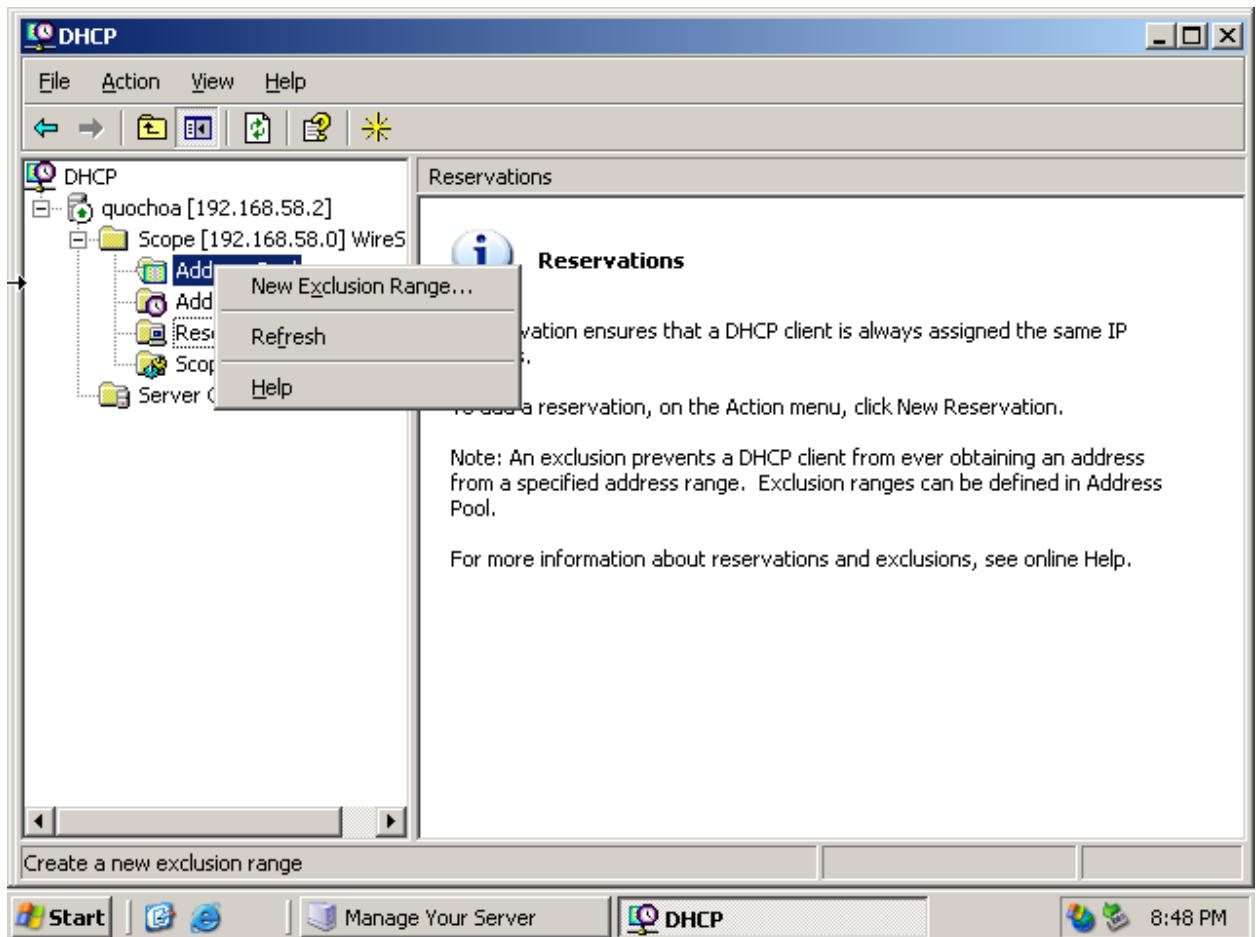 DHCP
File Action View Help
DHCP
quochoa [192.168.58.2]
Scope [192.168.58.0] WireS
Add
Add
Res
Scop
Server
New Exclusion Range...
Refresh
Help
Reservations
Reservations
vation ensures that a DHCP client is always assigned the same IP
a reservation, on the Action menu, click New Reservation.
Note: An exclusion prevents a DHCP client from ever obtaining an address
from a specified address range. Exclusion ranges can be defined in Address
Pool.
For more information about reservations and exclusions, see online Help.
Create a new exclusion range
Start Manage Your Server DHCP 8:48 PM